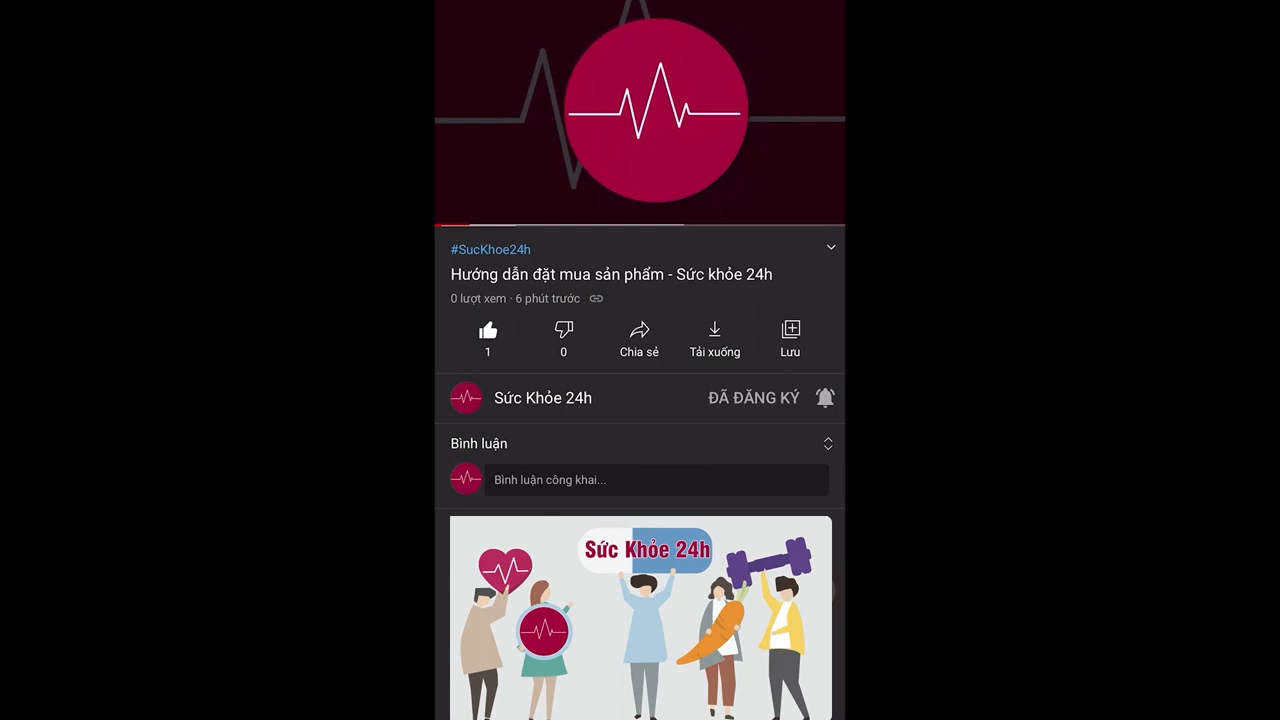 #SucKhoe24h
Hướng dẫn đặt mua sản phẩm - Sức khỏe 24h
0 lượt xem · 6 phút trước
1
0
Chia sẻ
Tải xuống
Lưu
Sức Khỏe 24h
ĐÃ ĐĂNG KÝ
Bình luận
Bình luận công khai...
Sức Khỏe 24h